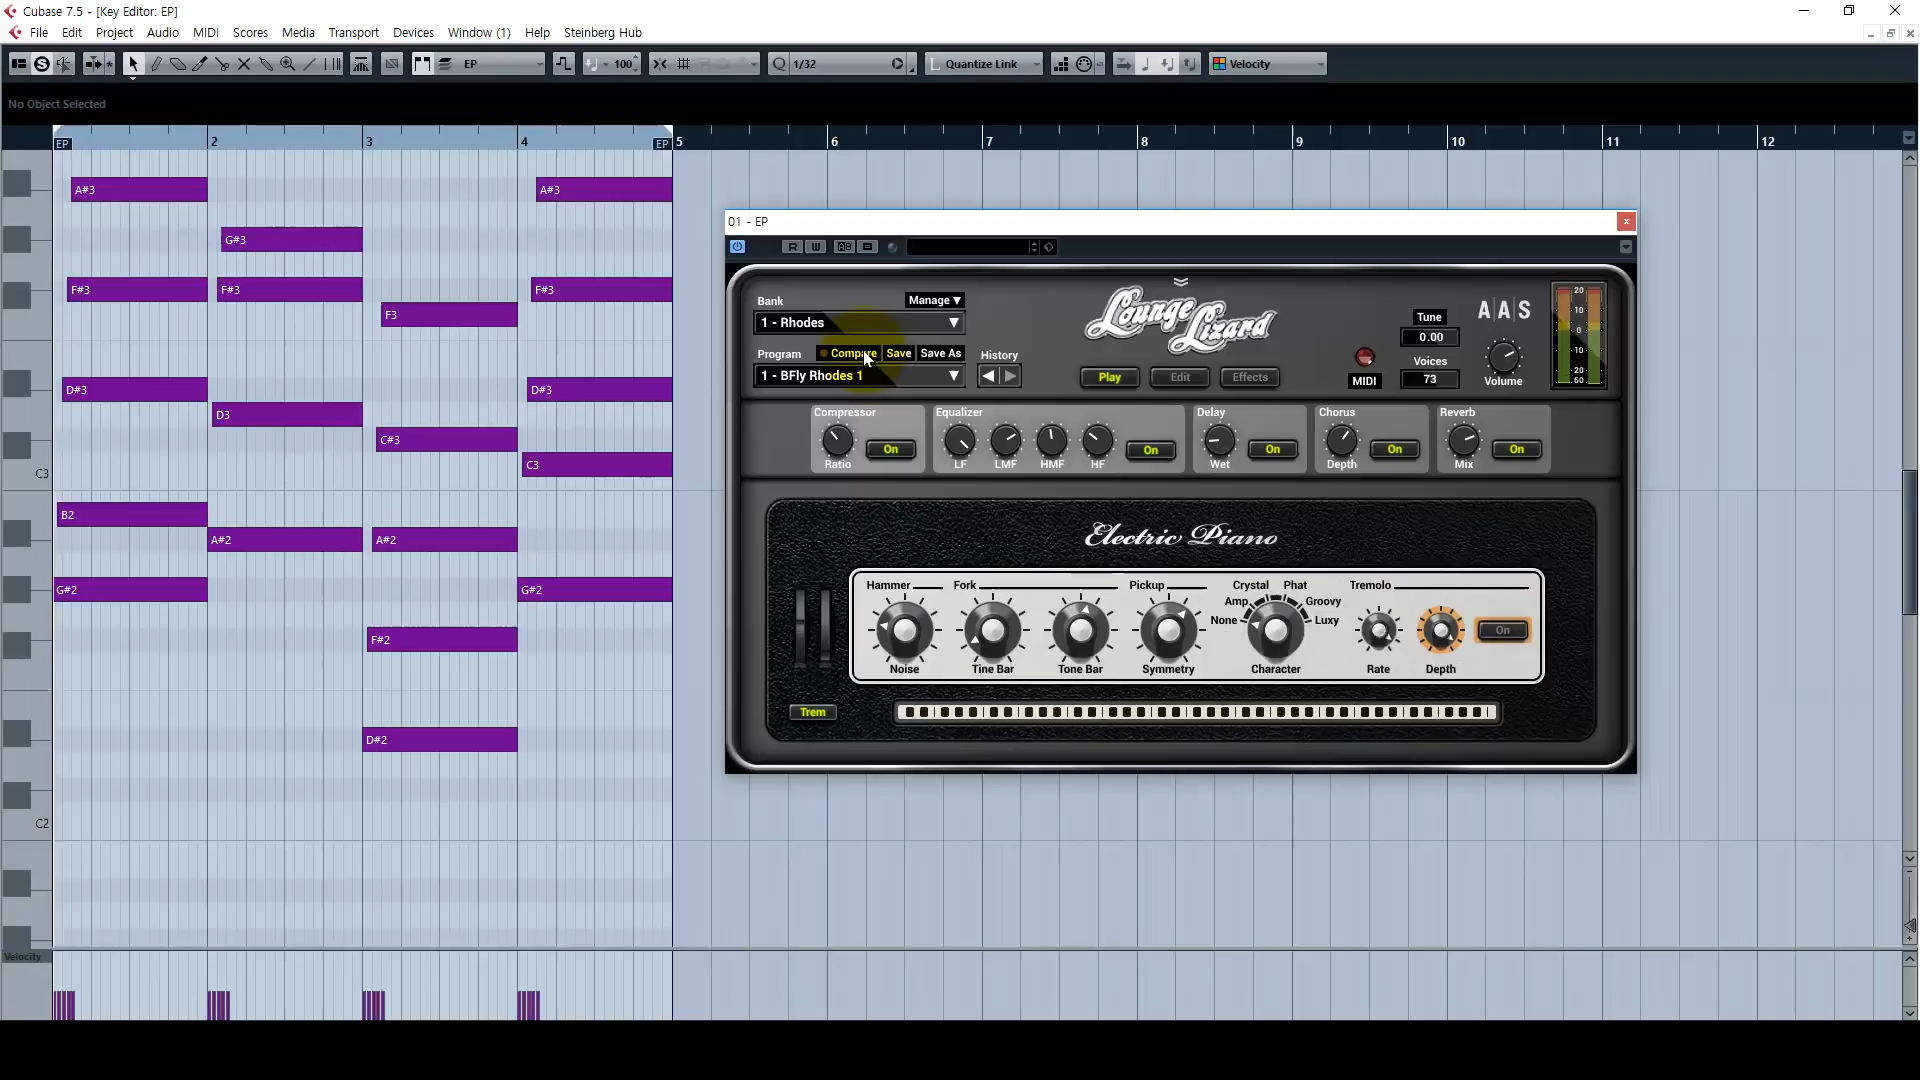 Cubase 7.5 - [Key Editor: EP]
File Edit Project Audio MIDI Scores Media Transport Devices Window (1) Help Steinberg Hub
S EP 100 Q 1/32 Quantize Link Velocity
No Object Selected
EP 2 3 4 EP 5 6 7 8 9 10 11 12
A#3 A#3
G#3
F#3 F#3 F#3
F3
D#3 D#3
D3
C#3
C3 C3
B2
A#2 A#2
G#2 G#2
F#2
D#2
C2
Velocity
01 - EP
R W
Bank Manage
1 - Rhodes
Program Compare Save Save As History
1 - BFly Rhodes 1
Lounge Lizard
Play Edit Effects
MIDI
Tune
0.00
Voices
73
A|A|S
Volume
20
10
0
10
20
60
Compressor Equalizer Delay Chorus Reverb
On On On On On
Ratio LF LMF HMF HF Wet Depth Mix
Electric Piano
Hammer Fork Pickup Crystal Phat Tremolo
Amp Groovy
None Luxy
On
Noise Tine Bar Tone Bar Symmetry Character Rate Depth
Trem